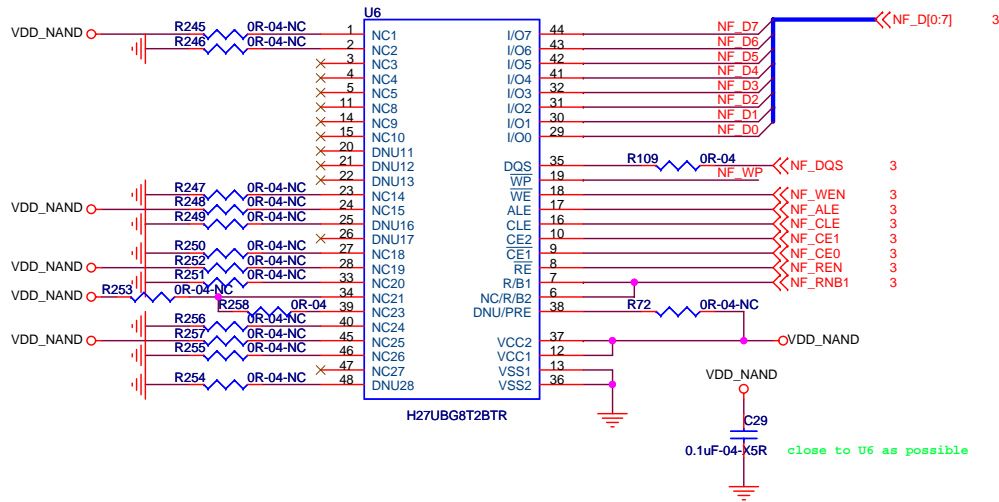 U6
R245 0R-04-NC 1 NC1 I/O7 44 NF_D7 NF_D[0:7] 3
VDD_NAND
R246 0R-04-NC 2 NC2 I/O6 43 NF_D6
3 NC3 I/O5 42 NF_D5
4 NC4 I/O4 41 NF_D4
5 NC5 I/O3 32 NF_D3
11 NC8 I/O2 31 NF_D2
14 NC9 I/O1 30 NF_D1
15 NC10 I/O0 29 NF_D0
20 DNU11
21 DNU12 DQS 35 R109 0R-04 NF_DQS 3
22 DNU13 WP 19 NF_WP
R247 0R-04-NC 23 NC14 WE 18 NF_WEN 3
VDD_NAND R248 0R-04-NC 24 NC15 ALE 17 NF_ALE 3
R249 0R-04-NC 25 DNU16 CLE 16 NF_CLE 3
26 DNU17 CE2 10 NF_CE1 3
R250 0R-04-NC 27 NC18 CE1 9 NF_CE0 3
VDD_NAND R252 0R-04-NC 28 NC19 RE 8 NF_REN 3
R251 0R-04-NC 33 NC20 R/B1 7 NF_RNB1 3
VDD_NAND R253 0R-04-NC 34 NC21 NC/R/B2 6
R258 0R-04 39 NC23 DNU/PRE 38 R72 0R-04-NC
R256 0R-04-NC 40 NC24
VDD_NAND R257 0R-04-NC 45 NC25 VCC2 37 VDD_NAND
R255 0R-04-NC 46 NC26 VCC1 12
47 NC27 VSS1 13
R254 0R-04-NC 48 DNU28 VSS2 36
VDD_NAND
H27UBG8T2BTR
C29
0.1uF-04-X5R close to U6 as possible